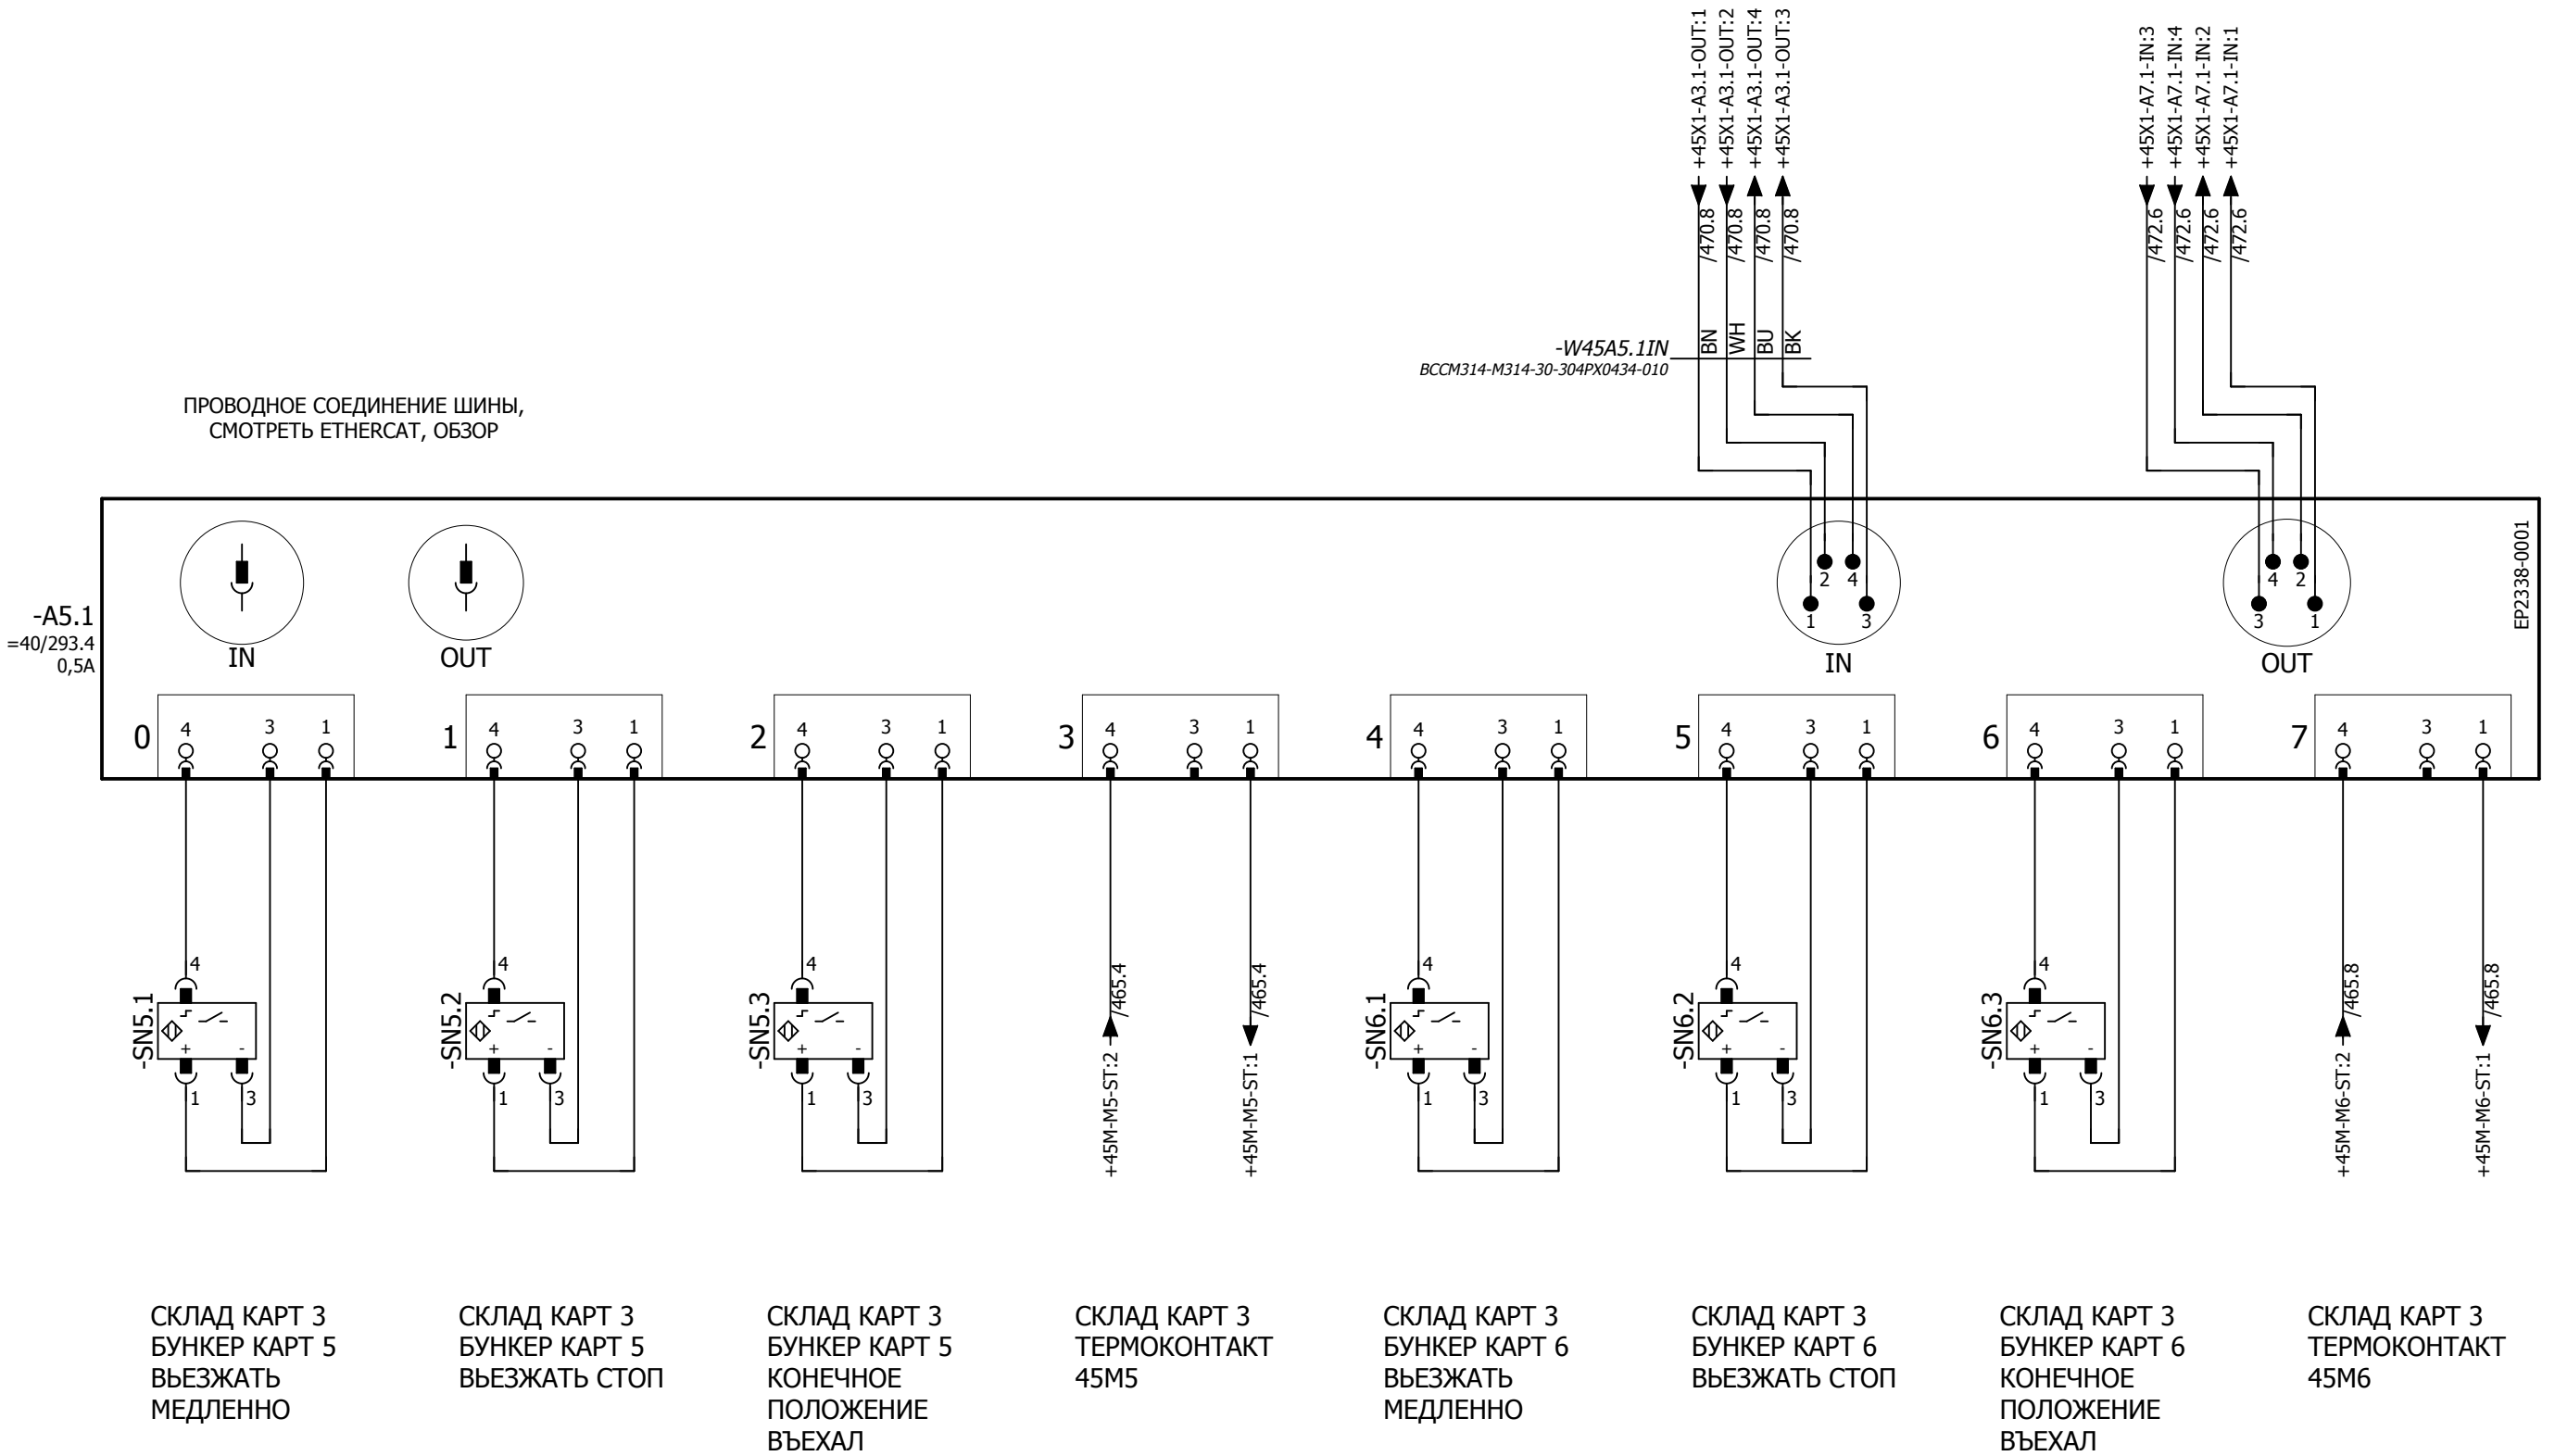 +45X1-A3.1-OUT:1
+45X1-A3.1-OUT:2
+45X1-A3.1-OUT:4
+45X1-A3.1-OUT:3
+45X1-A7.1-IN:3
+45X1-A7.1-IN:4
+45X1-A7.1-IN:2
+45X1-A7.1-IN:1
/470.8
/470.8
/470.8
/470.8
/472.6
/472.6
/472.6
/472.6
BN
WH
BU
BK
-W45A5.1IN
BCCM314-M314-30-304PX0434-010
ПРОВОДНОЕ СОЕДИНЕНИЕ ШИНЫ,
СМОТРЕТЬ ETHERCAT, ОБЗОР
-A5.1
=40/293.4
0,5A
IN
OUT
2 4
1 3
IN
4 2
3 1
OUT
EP2338-0001
0 4 3 1
1 4 3 1
2 4 3 1
3 4 3 1
4 4 3 1
5 4 3 1
6 4 3 1
7 4 3 1
-SN5.1
4
+ -
1 3
-SN5.2
4
+ -
1 3
-SN5.3
4
+ -
1 3
/465.4
+45M-M5-ST:2
/465.4
+45M-M5-ST:1
-SN6.1
4
+ -
1 3
-SN6.2
4
+ -
1 3
-SN6.3
4
+ -
1 3
/465.8
+45M-M6-ST:2
/465.8
+45M-M6-ST:1
СКЛАД КАРТ 3
БУНКЕР КАРТ 5
ВЬЕЗЖАТЬ
МЕДЛЕННО
СКЛАД КАРТ 3
БУНКЕР КАРТ 5
ВЬЕЗЖАТЬ СТОП
СКЛАД КАРТ 3
БУНКЕР КАРТ 5
КОНЕЧНОЕ
ПОЛОЖЕНИЕ
ВЪЕХАЛ
СКЛАД КАРТ 3
ТЕРМОКОНТАКТ
45M5
СКЛАД КАРТ 3
БУНКЕР КАРТ 6
ВЬЕЗЖАТЬ
МЕДЛЕННО
СКЛАД КАРТ 3
БУНКЕР КАРТ 6
ВЬЕЗЖАТЬ СТОП
СКЛАД КАРТ 3
БУНКЕР КАРТ 6
КОНЕЧНОЕ
ПОЛОЖЕНИЕ
ВЪЕХАЛ
СКЛАД КАРТ 3
ТЕРМОКОНТАКТ
45M6